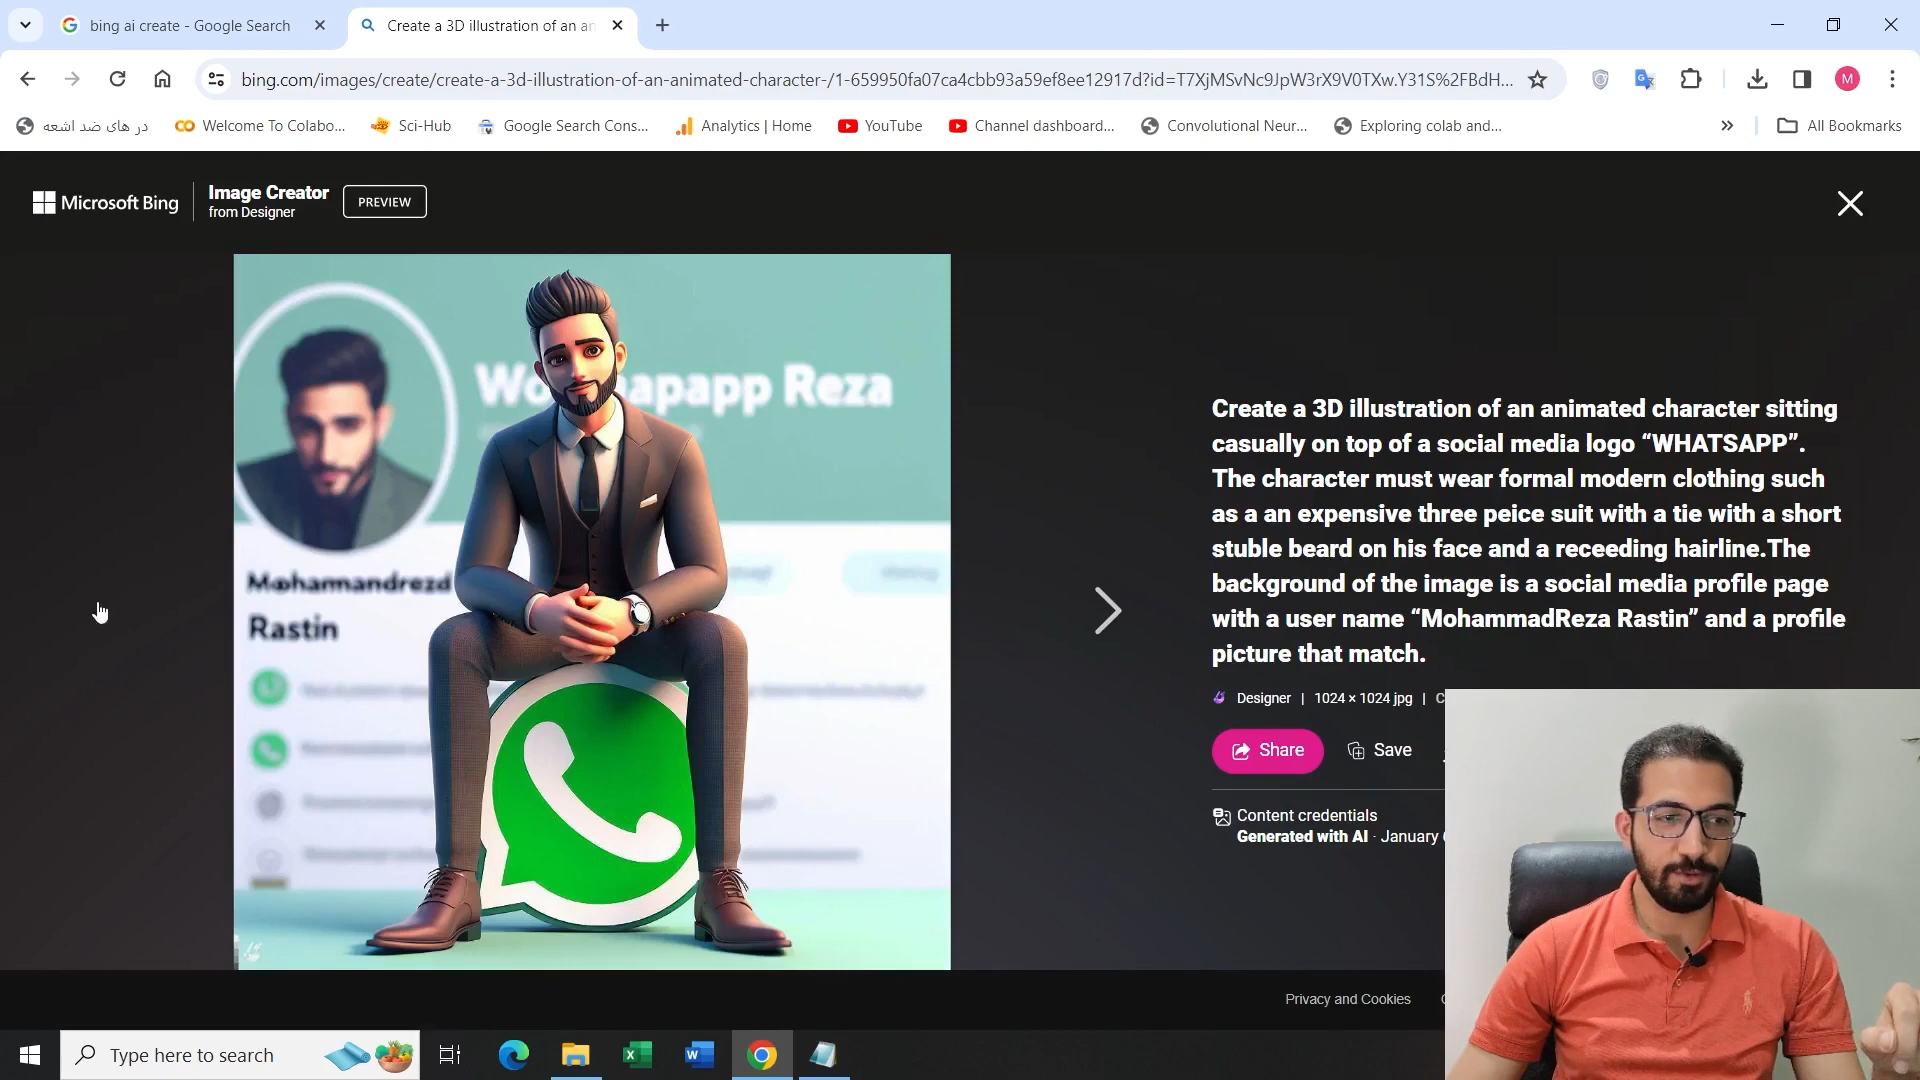 bing ai create - Google Search
Create a 3D illustration of an an
bing.com/images/create/create-a-3d-illustration-of-an-animated-character-/1-659950fa07ca4cbb93a59ef8ee12917d?id=T7XjMSvNc9JpW3rX9V0TXw.Y31S%2FBdH...
M
در های ضد اشعه
Welcome To Colabo...
Sci-Hub
Google Search Cons...
Analytics | Home
YouTube
Channel dashboard...
Convolutional Neur...
Exploring colab and...
All Bookmarks
Microsoft Bing
Image Creator
from Designer
PREVIEW
Reza
Mohamnandrezd
Rastin
Create a 3D illustration of an animated character sitting
casually on top of a social media logo “WHATSAPP”.
The character must wear formal modern clothing such
as a an expensive three peice suit with a tie with a short
stuble beard on his face and a receeding hairline.The
background of the image is a social media profile page
with a user name “MohammadReza Rastin” and a profile
picture that match.
Designer | 1024 × 1024 jpg |
Share
Save
Content credentials
Generated with AI · January
Privacy and Cookies
Type here to search